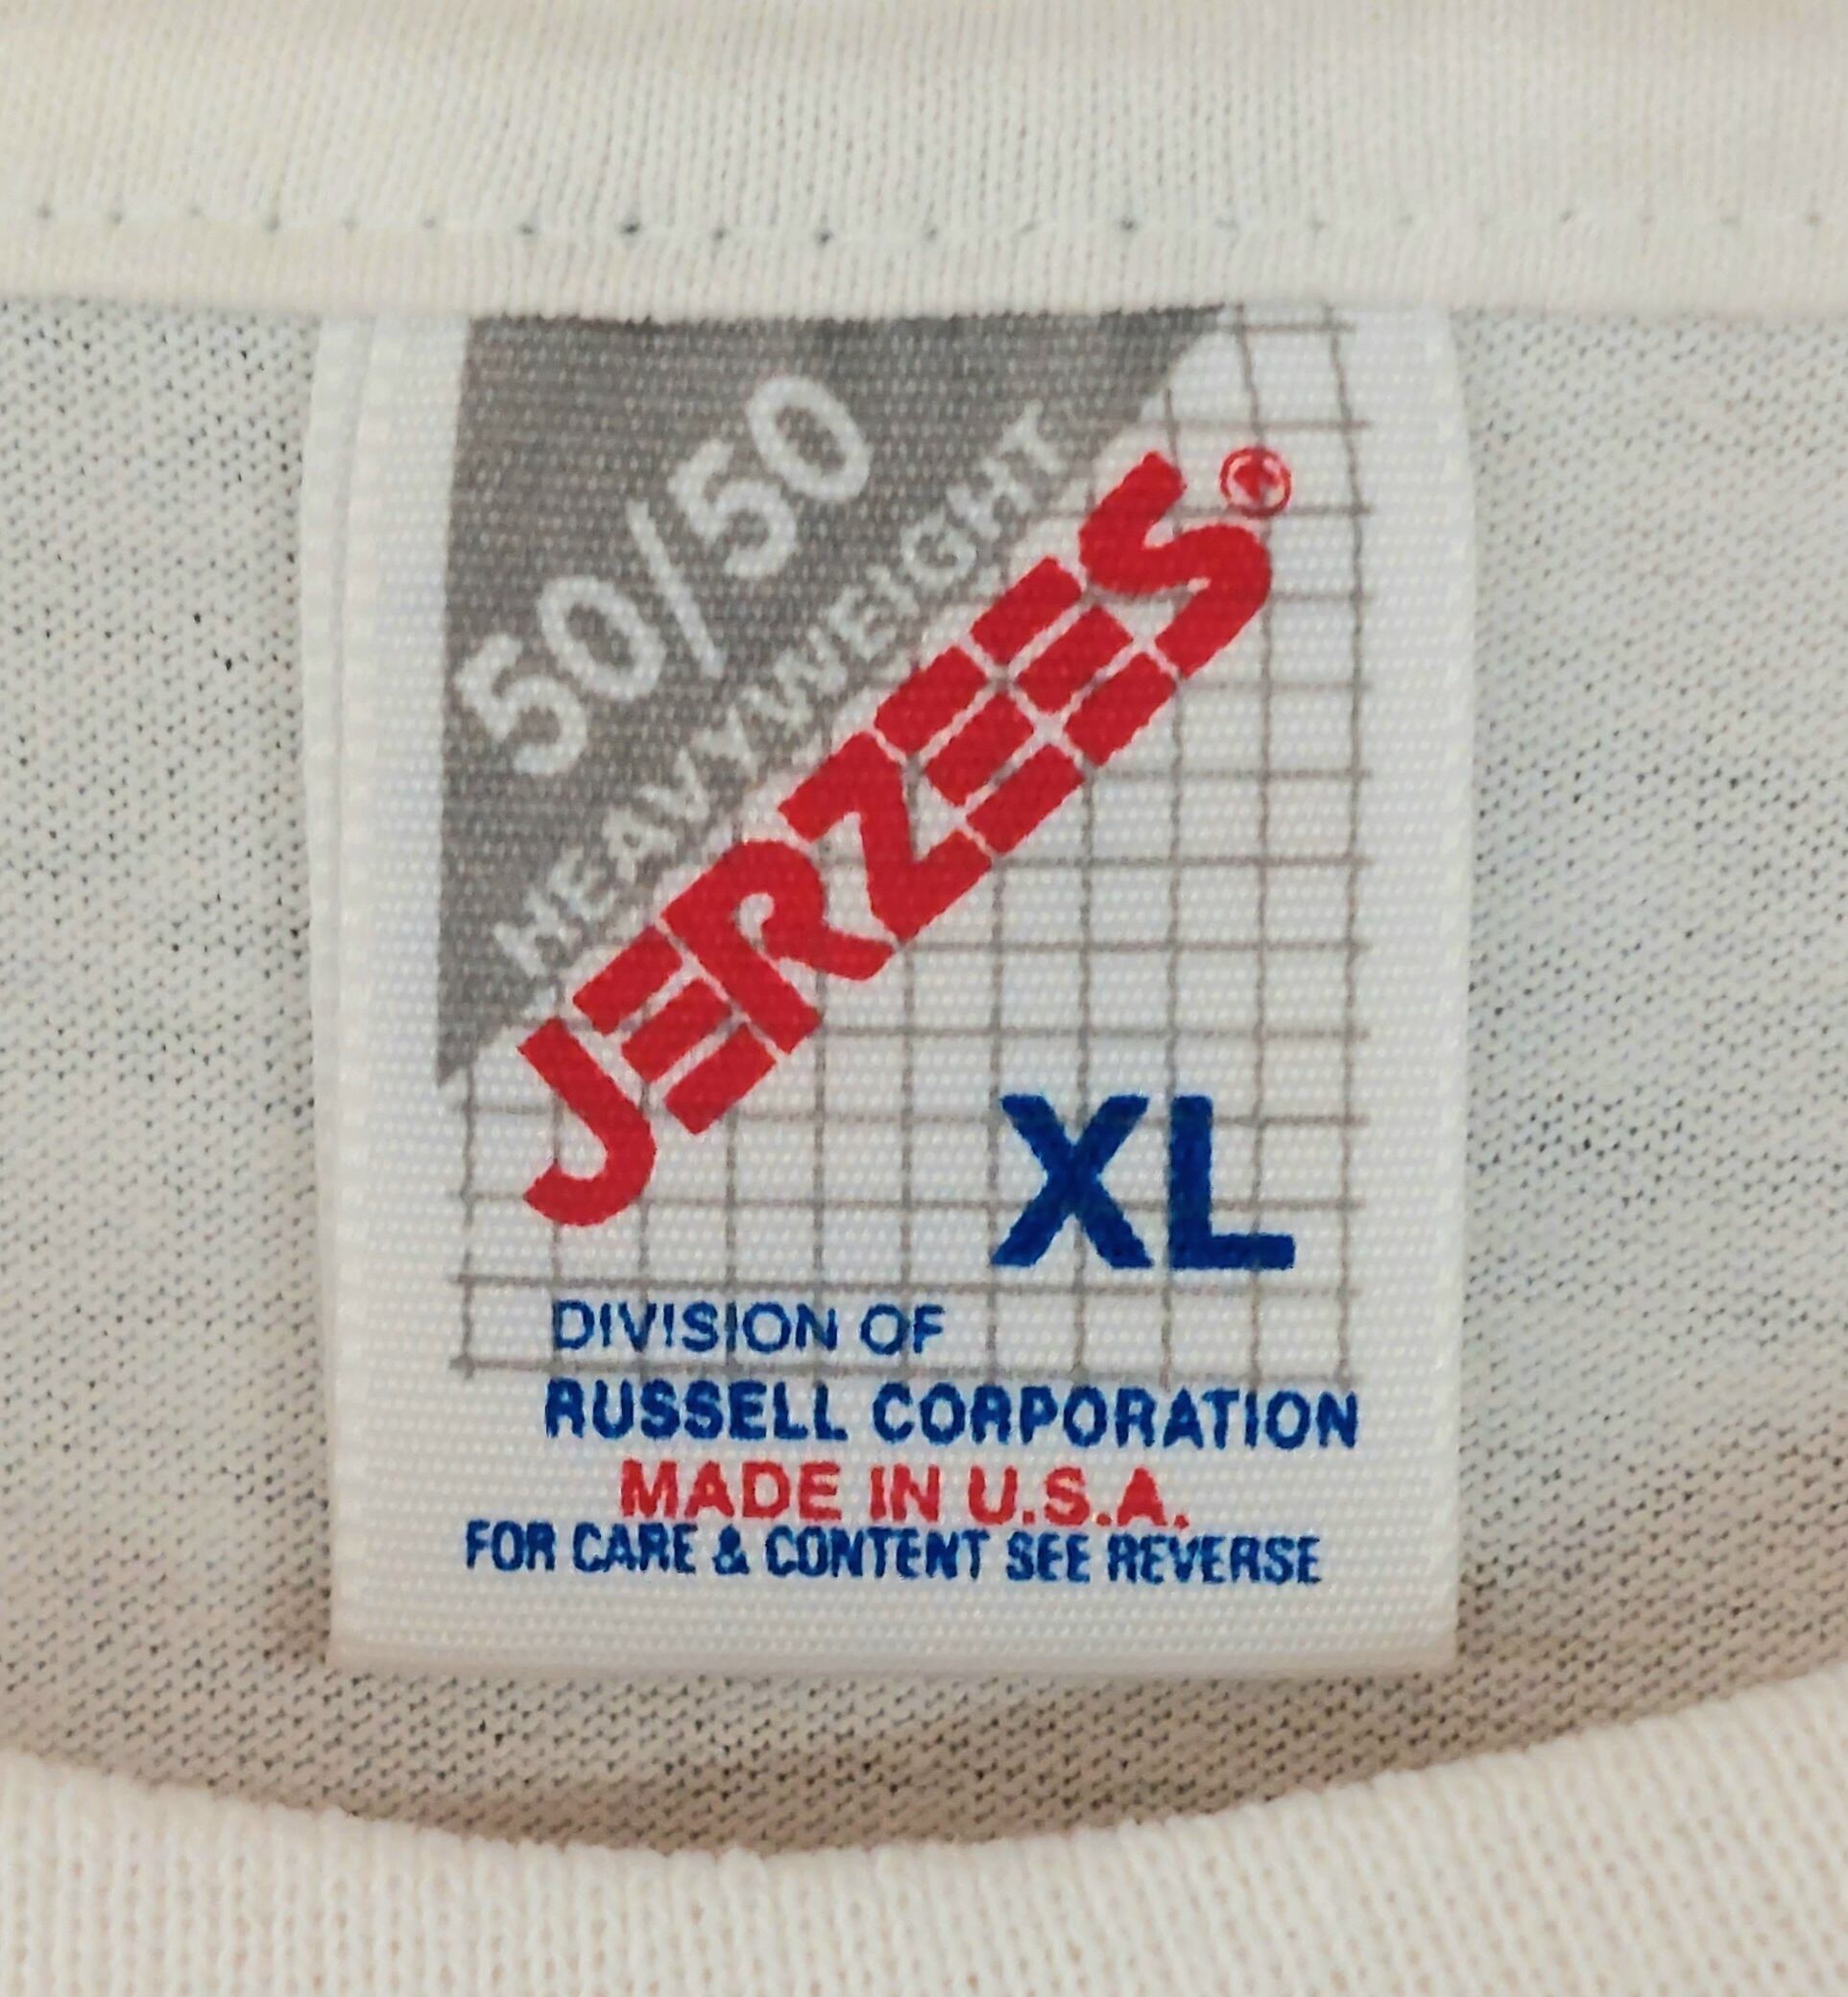 50/50
HEAVYWEIGHT
JERZEES®
XL
DIVISION OF
RUSSELL CORPORATION
MADE IN U.S.A.
FOR CARE & CONTENT SEE REVERSE